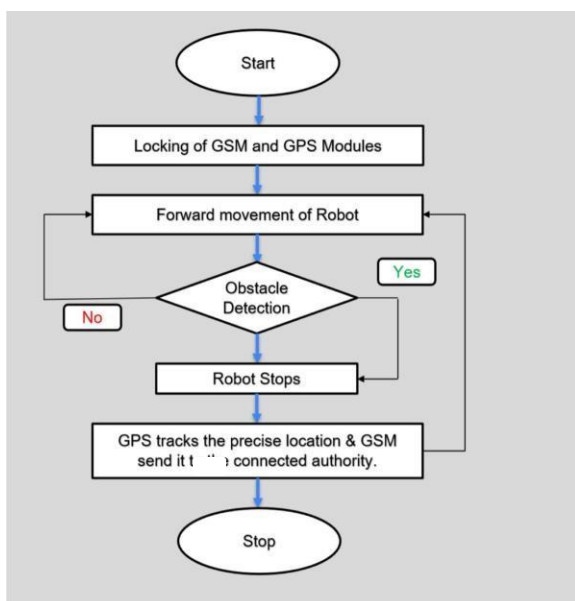 Start
Locking of GSM and GPS Modules
Forward movement of Robot
Yes
Obstacle
Detection
No
Robot Stops
GPS tracks the precise location & GSM
send it connected authority.
Stop